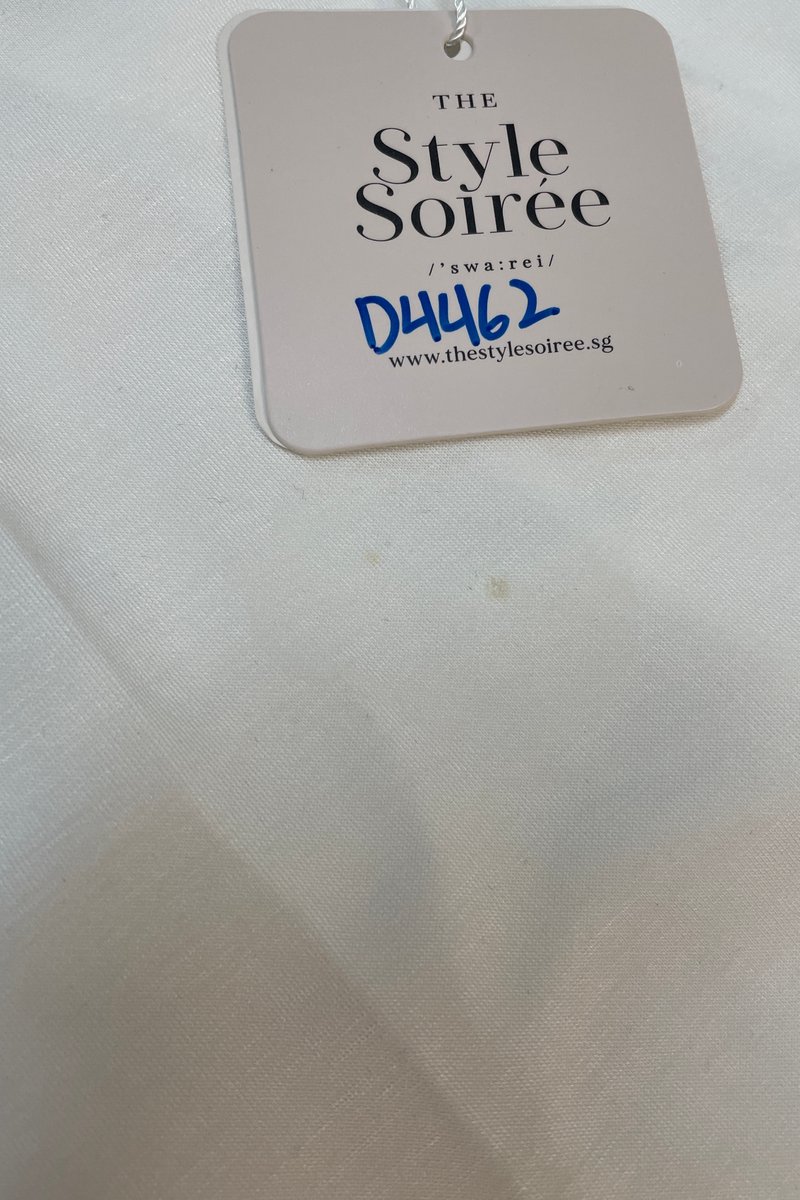 THE
Style
Soirée
/'swa:rei/
D4462
www.thestylesoiree.sg